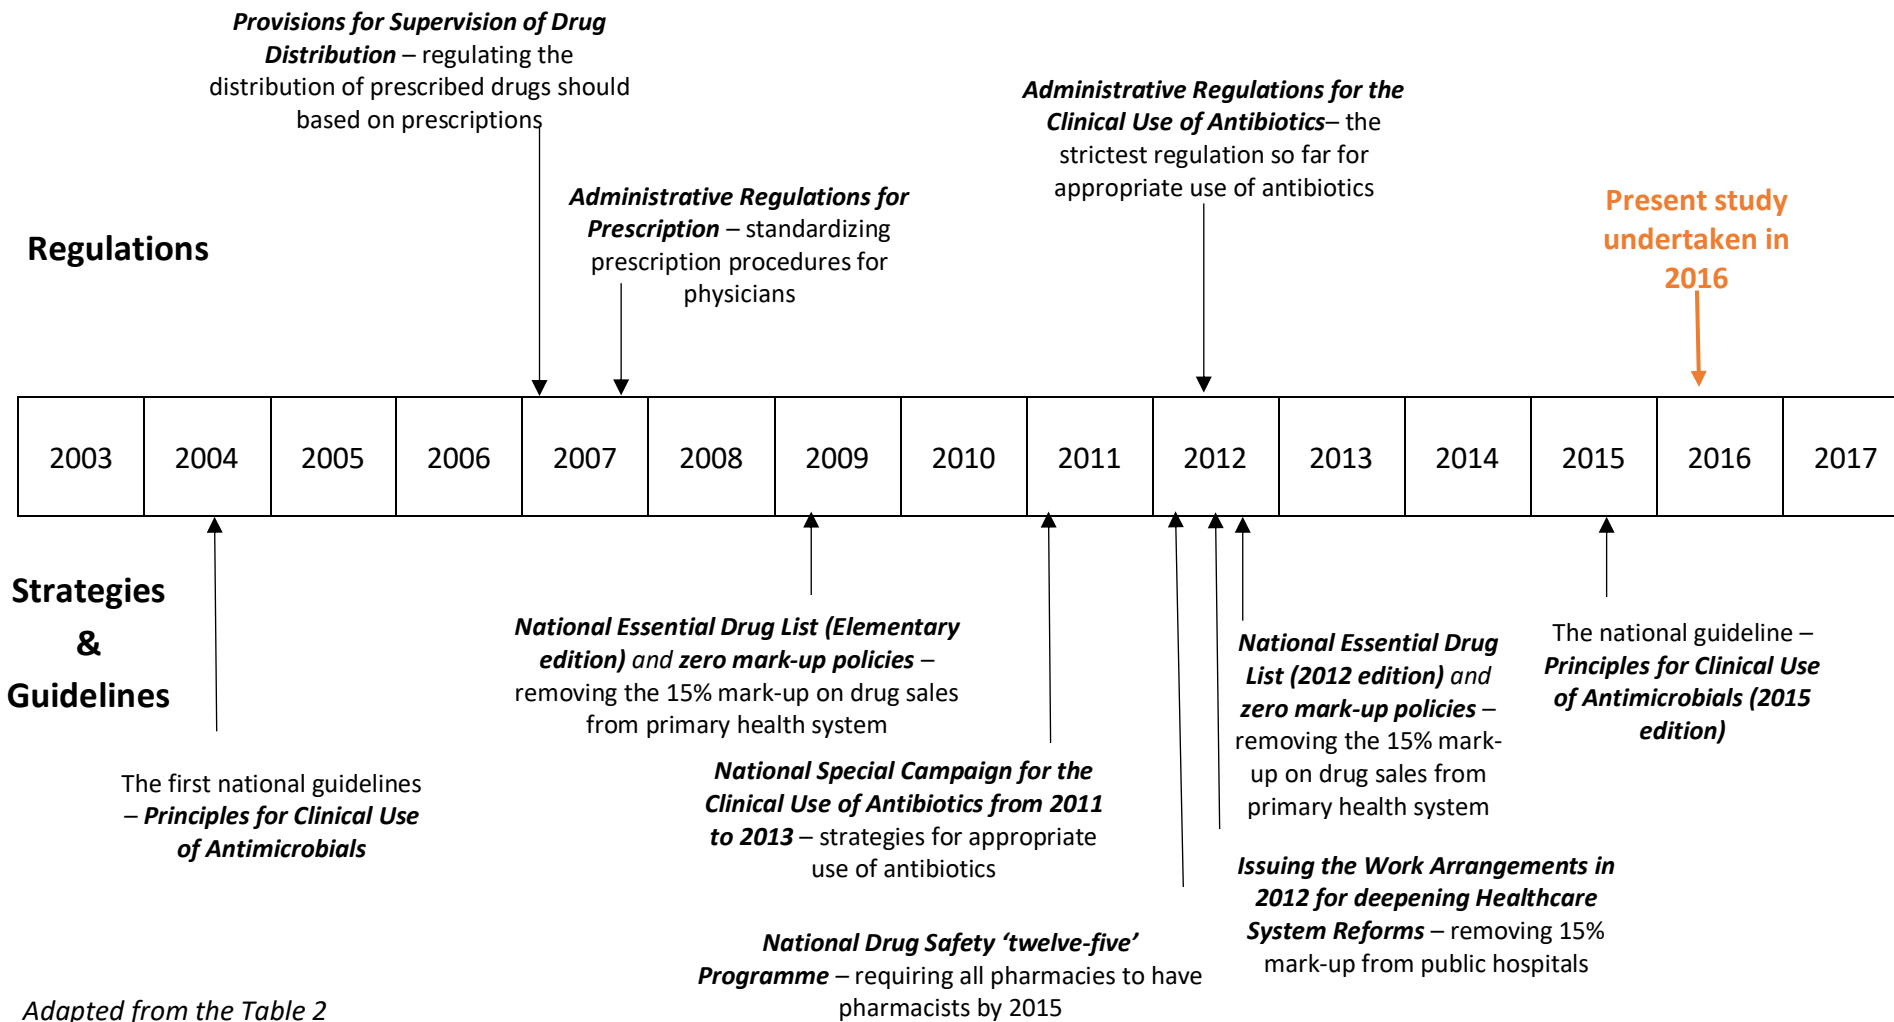 Provisions for Supervision of Drug
Distribution – regulating the
distribution of prescribed drugs should
based on prescriptions
Administrative Regulations for
Prescription – standardizing
prescription procedures for
physicians
Administrative Regulations for the
Clinical Use of Antibiotics– the
strictest regulation so far for
appropriate use of antibiotics
Present study
undertaken in
2016
Regulations
2003 2004 2005 2006 2007 2008 2009 2010 2011 2012 2013 2014 2015 2016 2017
Strategies
&
Guidelines
The first national guidelines
– Principles for Clinical Use
of Antimicrobials
National Essential Drug List (Elementary
edition) and zero mark-up policies –
removing the 15% mark-up on drug sales
from primary health system
National Special Campaign for the
Clinical Use of Antibiotics from 2011
to 2013 – strategies for appropriate
use of antibiotics
National Drug Safety ‘twelve-five’
Programme – requiring all pharmacies to have
pharmacists by 2015
National Essential Drug
List (2012 edition) and
zero mark-up policies –
removing the 15% mark-
up on drug sales from
primary health system
Issuing the Work Arrangements in
2012 for deepening Healthcare
System Reforms – removing 15%
mark-up from public hospitals
The national guideline –
Principles for Clinical Use
of Antimicrobials (2015
edition)
Adapted from the Table 2